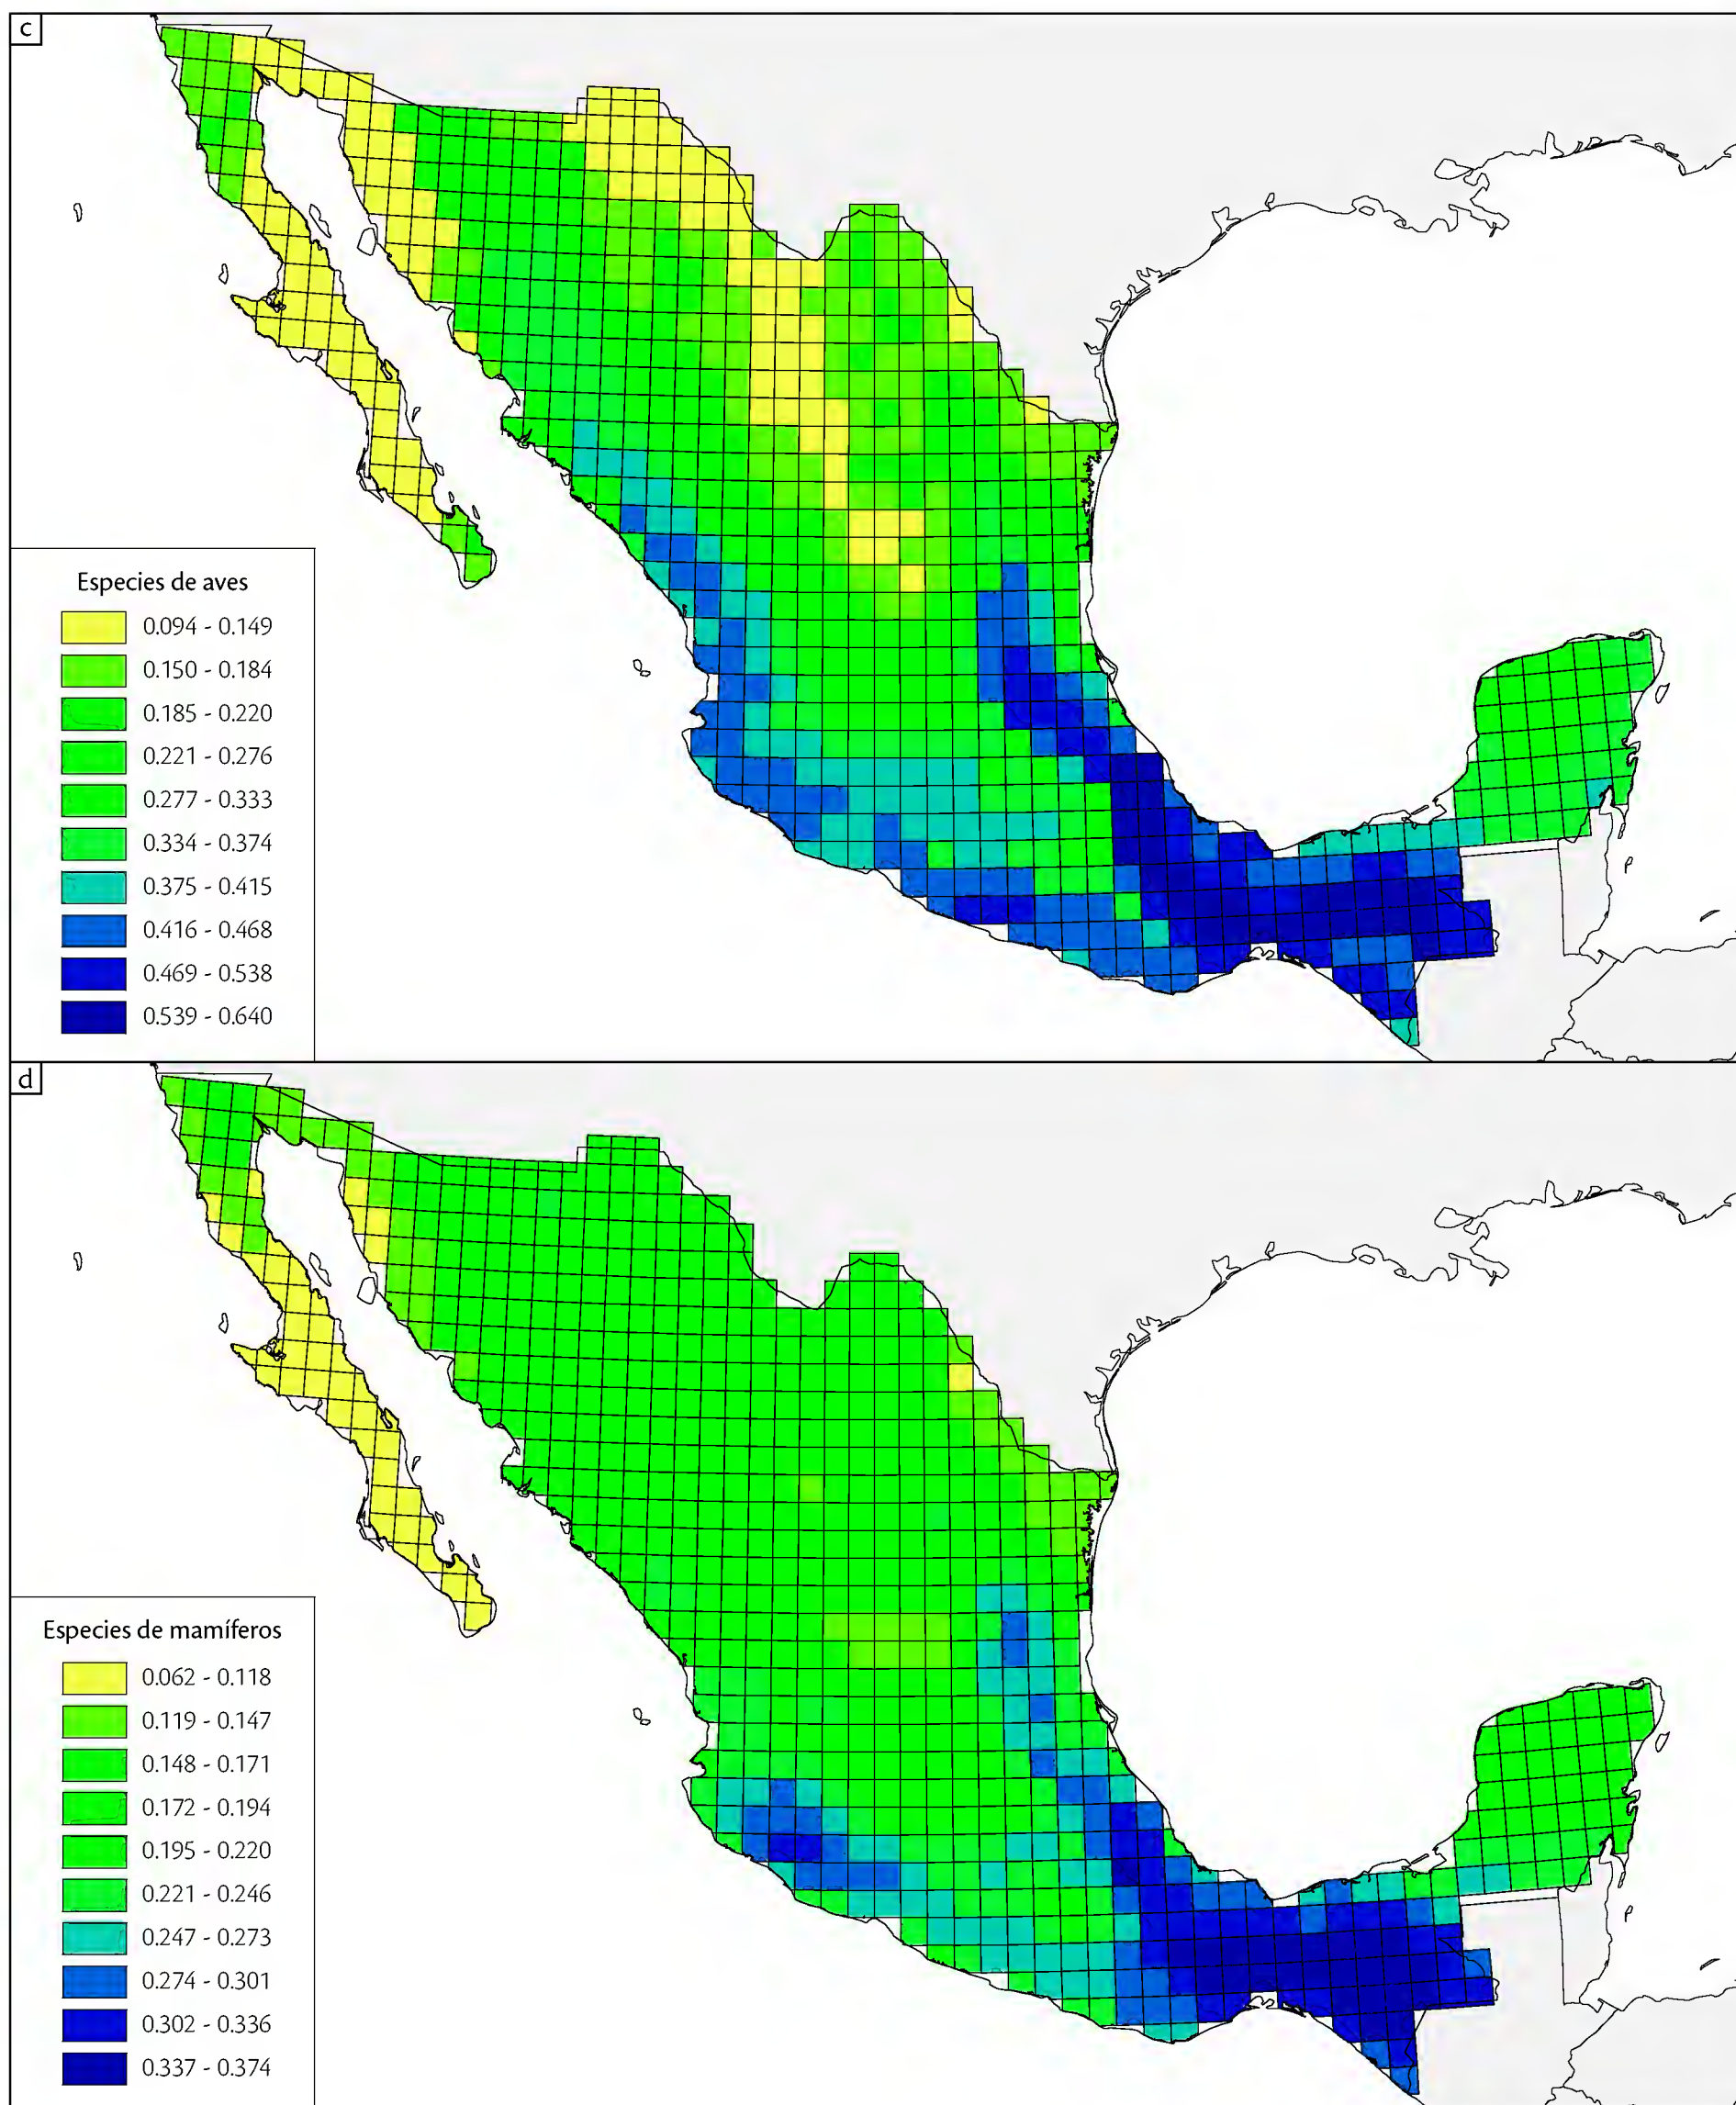 c
Especies de aves
0.094 - 0.149
0.150 - 0.184
0.185 - 0.220
0.221 - 0.276
0.277 - 0.333
0.334 - 0.374
0.375 - 0.415
0.416 - 0.468
0.469 - 0.538
0.539 - 0.640
d
Especies de mamíferos
0.062 - 0.118
0.119 - 0.147
0.148 - 0.171
0.172 - 0.194
0.195 - 0.220
0.221 - 0.246
0.247 - 0.273
0.274 - 0.301
0.302 - 0.336
0.337 - 0.374